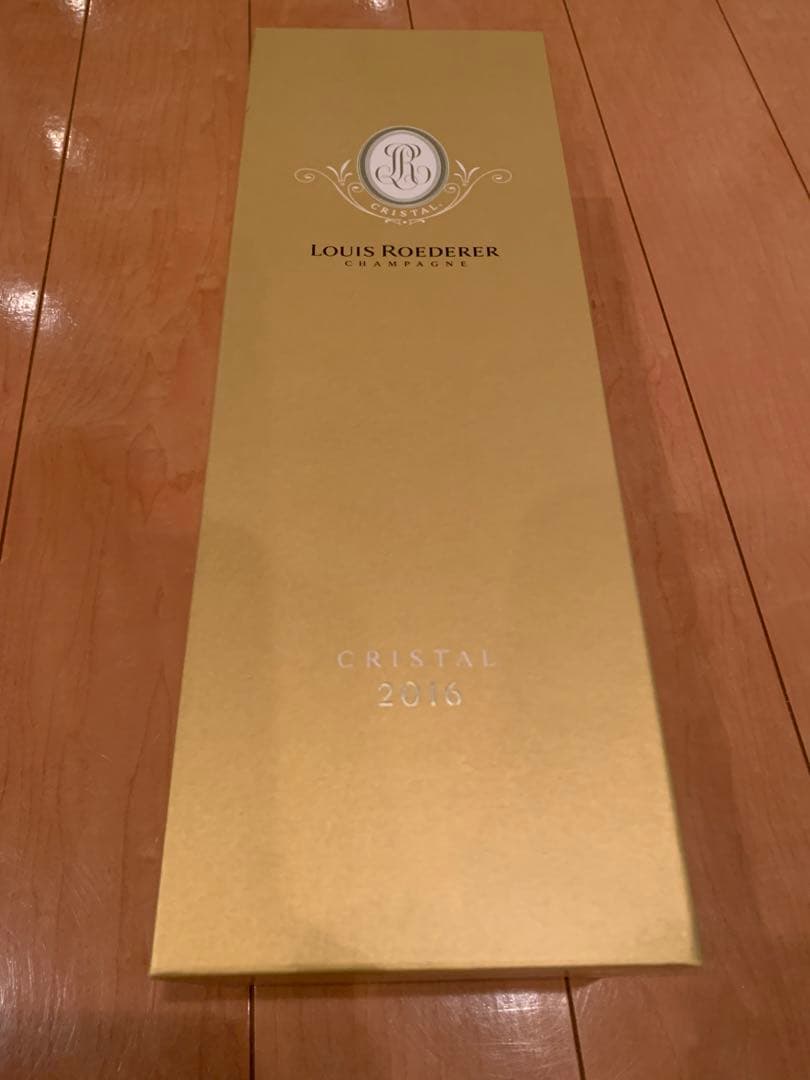 LR
CRISTAL
LOUIS ROEDERER
CHAMPAGNE
CRISTAL
2016